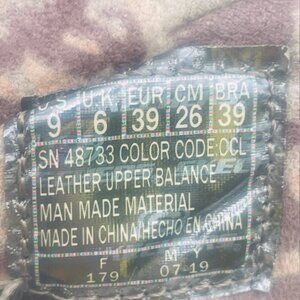 U.S U.K EUR CM BRA
9 6 39 26 39
SN 48733 COLOR CODE:CCL
LEATHER UPPER BALANCE
MAN MADE MATERIAL
MADE IN CHINA/HECHO EN CHINA
F M-Y
179 07-19